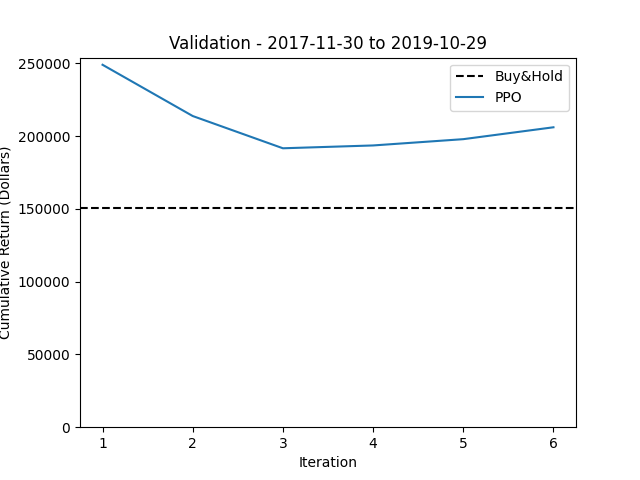 Validation - 2017-11-30 to 2019-10-29
Cumulative Return (Dollars)
250000
200000
150000
100000
50000
0
Buy&Hold
PPO
1 2 3 4 5 6
Iteration